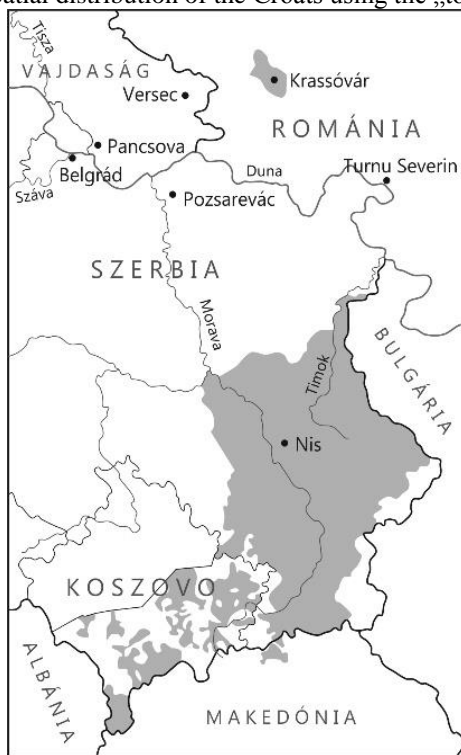 patial distribution of the Croats using the „to
Tisza
VAJDASÁG
Krassóvár
Versec
ROMÁNIA
Pancsova
Belgrád
Duna
Turnu Severin
Száva
Pozsarevác
SZERBIA
Morava
Timok
BULGÁRIA
Nis
KOSZOVO
ALBÁNIA
MAKEDÓNIA